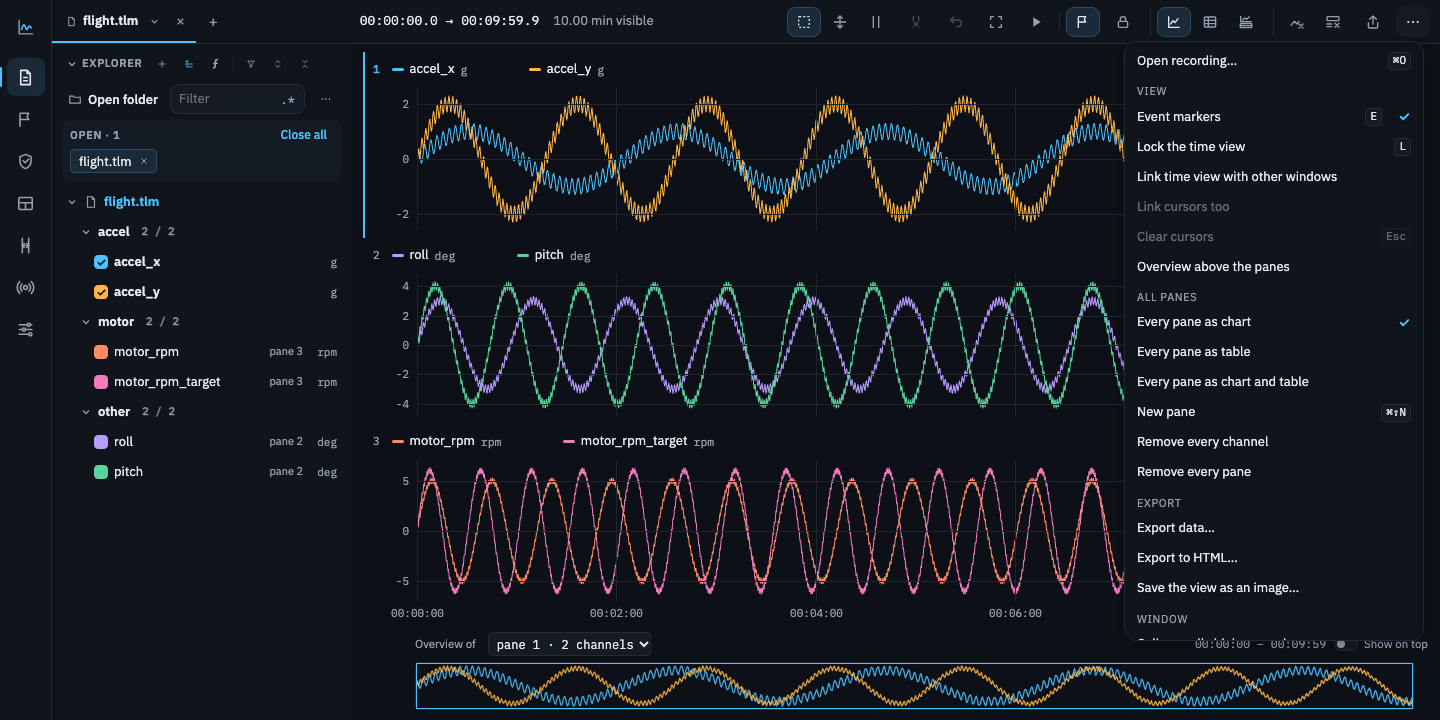 flight.tlm
00:00:00.0 → 00:09:59.9 10.00 min visible
EXPLORER
Open folder
Filter
.*
OPEN · 1
Close all
flight.tlm ×
flight.tlm
accel 2 / 2
accel_x g
accel_y g
motor 2 / 2
motor_rpm pane 3 rpm
motor_rpm_target pane 3 rpm
other 2 / 2
roll pane 2 deg
pitch pane 2 deg
1 accel_x g accel_y g
2
0
-2
2 roll deg pitch deg
4
2
0
-2
-4
3 motor_rpm rpm motor_rpm_target rpm
5
0
-5
00:00:00 00:02:00 00:04:00 00:06:00
Overview of pane 1 · 2 channels
00:00:00 – 00:09:59 Show on top
Open recording... ⌘O
VIEW
Event markers E
Lock the time view L
Link time view with other windows
Link cursors too
Clear cursors Esc
Overview above the panes
ALL PANES
Every pane as chart
Every pane as table
Every pane as chart and table
New pane ⌘⇧N
Remove every channel
Remove every pane
EXPORT
Export data...
Export to HTML...
Save the view as an image...
WINDOW